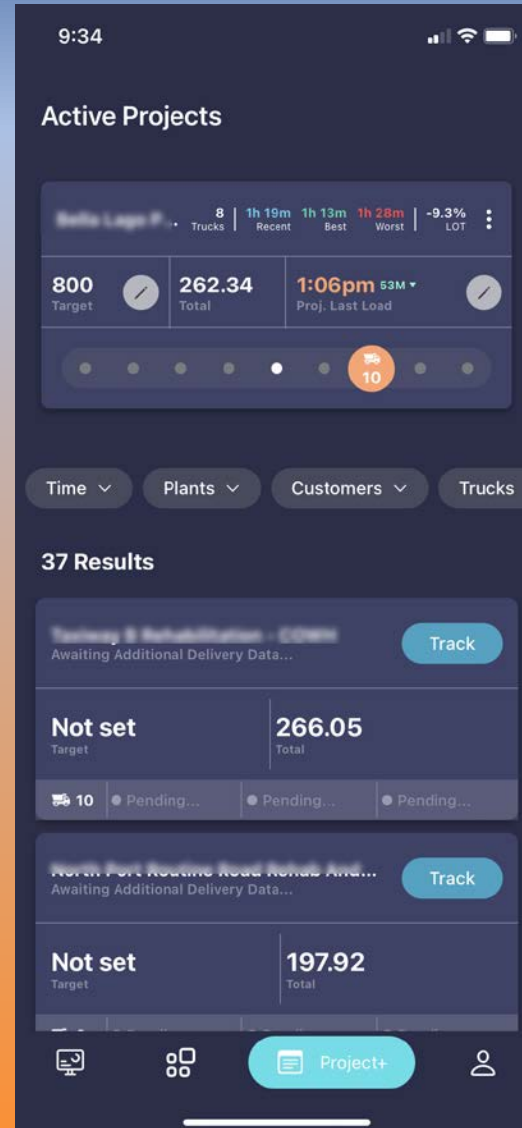 9:34
Active Projects
8 1h 19m 1h 13m 1h 28m -9.3%
Trucks Recent Best Worst LOT
800 262.34 1:06pm 53M
Target Total Proj. Last Load
10
Time Plants Customers Trucks
37 Results
Track
Awaiting Additional Delivery Data...
Not set 266.05
Target Total
10 Pending... Pending... Pending...
Track
Awaiting Additional Delivery Data...
Not set 197.92
Target Total
Project+